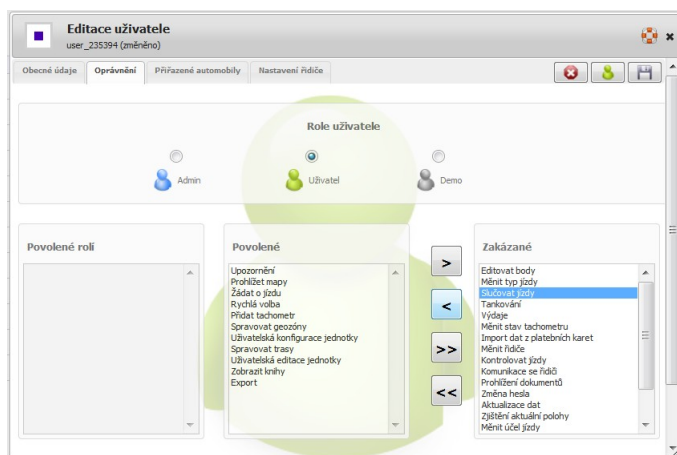 Editace uživatele
user_235394 (změněno)
Obecné údaje Oprávnění Přiřazené automobily Nastavení řidiče
Role uživatele
Admin Uživatel Demo
Povolené rolí
Povolené
Upozornění
Prohlížet mapy
Žádat o jízdu
Rychlá volba
Přidat tachometr
Spravovat geozóny
Uživatelská konfigurace jednotky
Spravovat trasy
Uživatelská editace jednotky
Zobrazit knihy
Export
>
<
>>
<<
Zakázané
Editovat body
Měnit typ jízdy
Slučovat jízdy
Tankování
Výdaje
Měnit stav tachometru
Import dat z platebních karet
Měnit řidiče
Kontrolovat jízdy
Komunikace se řidiči
Prohlížení dokumentů
Změna hesla
Aktualizace dat
Zjištění aktuální polohy
Měnit účel jízdy